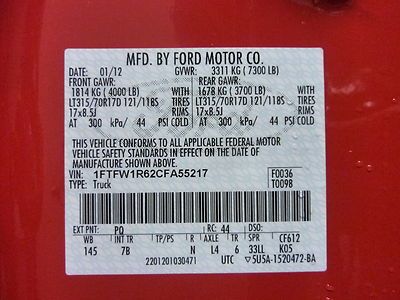 MFD. BY FORD MOTOR CO.
DATE: 01/12 GVWR: 3311 KG (7300 LB)
FRONT GAWR: REAR GAWR:
1814 KG (4000 LB) WITH 1678 KG (3700 LB) WITH
LT315/70R17D 121/118S TIRES LT315/70R17D 121/118S TIRES
17x8.5J RIMS 17x8.5J RIMS
AT 300 kPa/ 44 PSI COLD AT 300 kPa/ 44 PSI COLD
THIS VEHICLE CONFORMS TO ALL APPLICABLE FEDERAL MOTOR
VEHICLE SAFETY STANDARDS IN EFFECT ON THE DATE OF
MANUFACTURE SHOWN ABOVE.
VIN: 1FTFW1R62CFA55217 F0036
TYPE: Truck T0098
EXT PNT: PQ RC: 44 DSO: CF612
WB BRK INT TR TP/PS R AXLE TR SPR K05
145 7B N L4 6 33LL
2201201030471 UTC 5U5A-1520472-BA